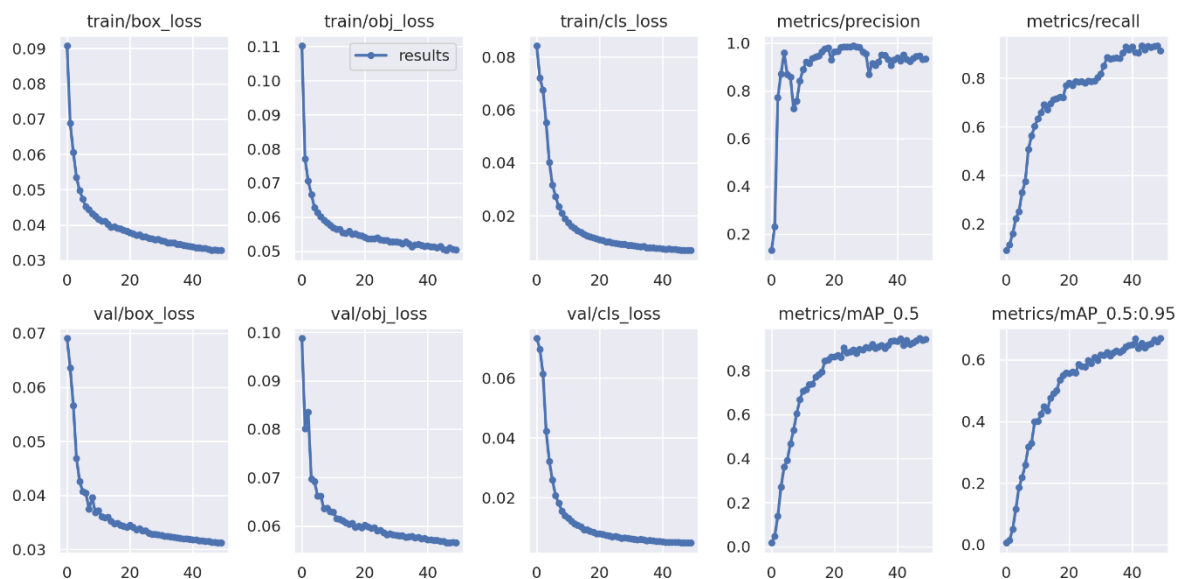 train/box_loss
train/obj_loss
train/cls_loss
metrics/precision
metrics/recall
0.09
0.08
0.07
0.06
0.05
0.04
0.03
0 20 40
results
0.11
0.10
0.09
0.08
0.07
0.06
0.05
0 20 40
0.08
0.06
0.04
0.02
0 20 40
1.0
0.8
0.6
0.4
0.2
0 20 40
0.8
0.6
0.4
0.2
0 20 40
val/box_loss
val/obj_loss
val/cls_loss
metrics/mAP_0.5
metrics/mAP_0.5:0.95
0.07
0.06
0.05
0.04
0.03
0 20 40
0.10
0.09
0.08
0.07
0.06
0 20 40
0.06
0.04
0.02
0 20 40
0.8
0.6
0.4
0.2
0.0
0 20 40
0.6
0.4
0.2
0.0
0 20 40